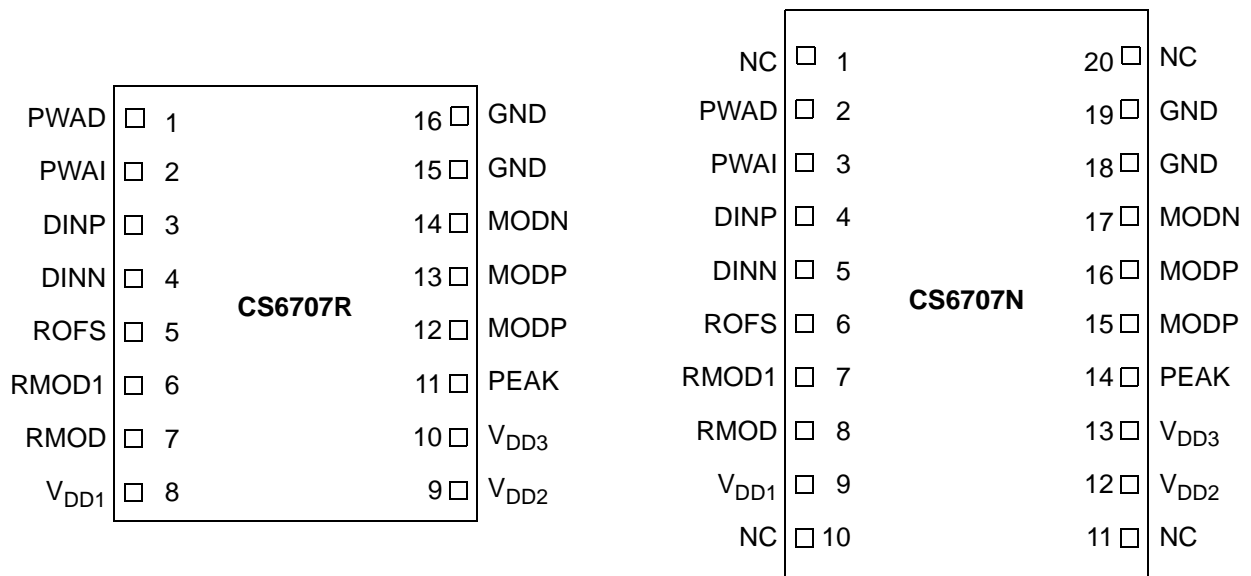 PWAD 1 16 GND
PWAI 2 15 GND
DINP 3 14 MODN
DINN 4 13 MODP
CS6707R
ROFS 5 12 MODP
RMOD1 6 11 PEAK
RMOD 7 10 VDD3
VDD1 8 9 VDD2
NC 1 20 NC
PWAD 2 19 GND
PWAI 3 18 GND
DINP 4 17 MODN
DINN 5 16 MODP
CS6707N
ROFS 6 15 MODP
RMOD1 7 14 PEAK
RMOD 8 13 VDD3
VDD1 9 12 VDD2
NC 10 11 NC